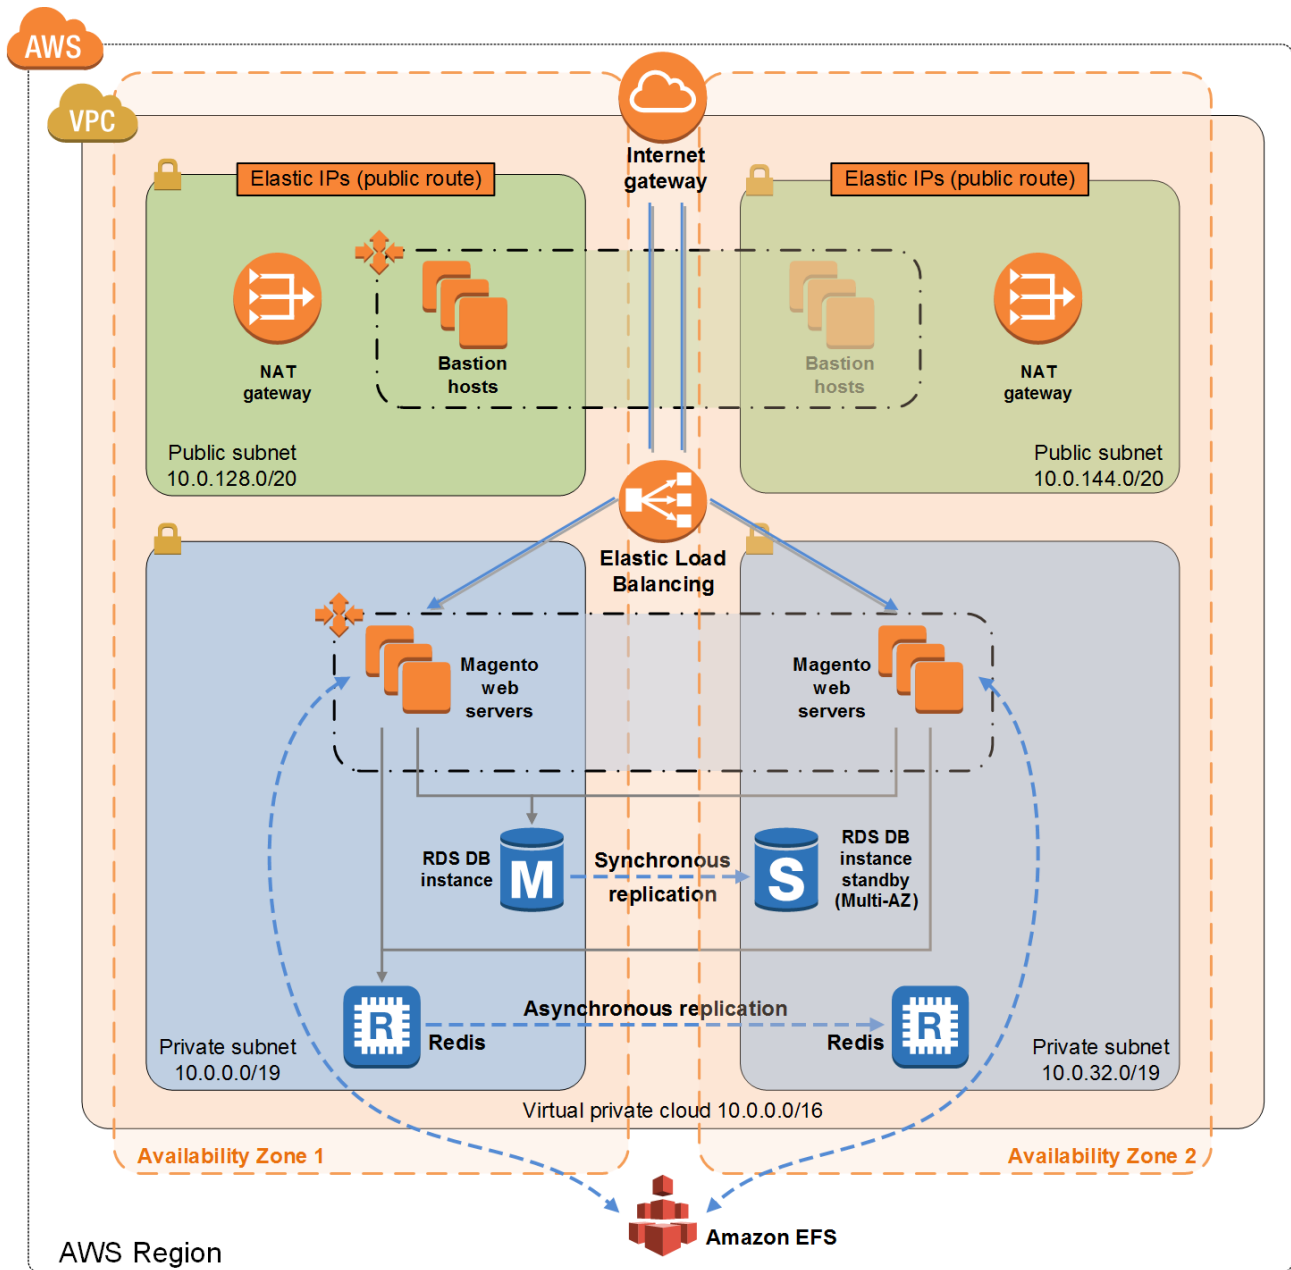 AWS
VPC
Internet
gateway
Elastic IPs (public route)
Elastic IPs (public route)
NAT
gateway
Bastion
hosts
Bastion
hosts
NAT
gateway
Public subnet
10.0.128.0/20
Public subnet
10.0.144.0/20
Elastic Load
Balancing
Magento
web
servers
Magento
web
servers
RDS DB
instance
M
Synchronous
replication
S
RDS DB
instance
standby
(Multi-AZ)
R
Redis
Asynchronous replication
Redis
R
Private subnet
10.0.0.0/19
Private subnet
10.0.32.0/19
Virtual private cloud 10.0.0.0/16
Availability Zone 1
Availability Zone 2
Amazon EFS
AWS Region